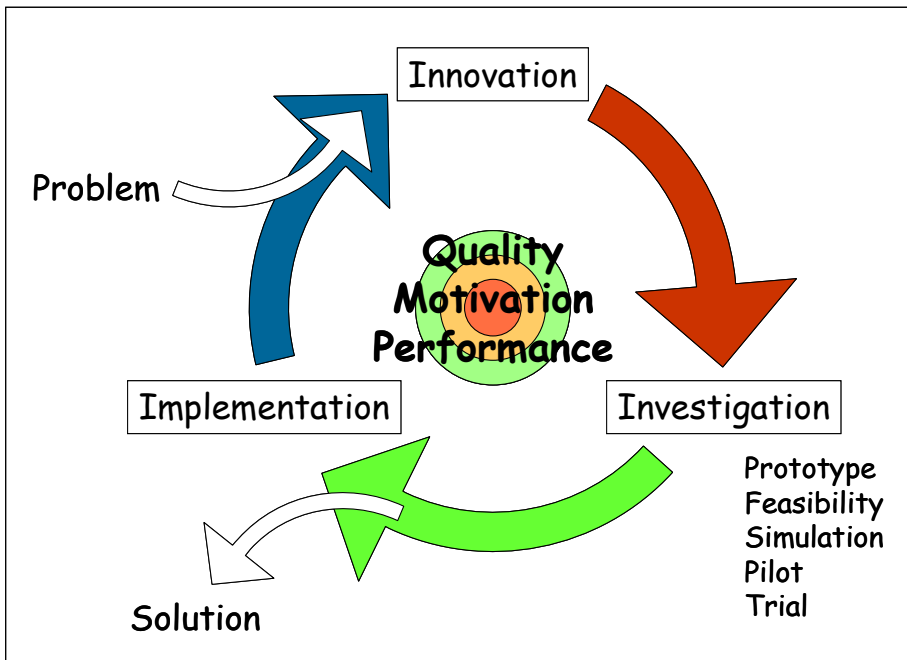 Innovation
Problem
Quality
Motivation
Performance
Implementation
Investigation
Prototype
Feasibility
Simulation
Pilot
Trial
Solution